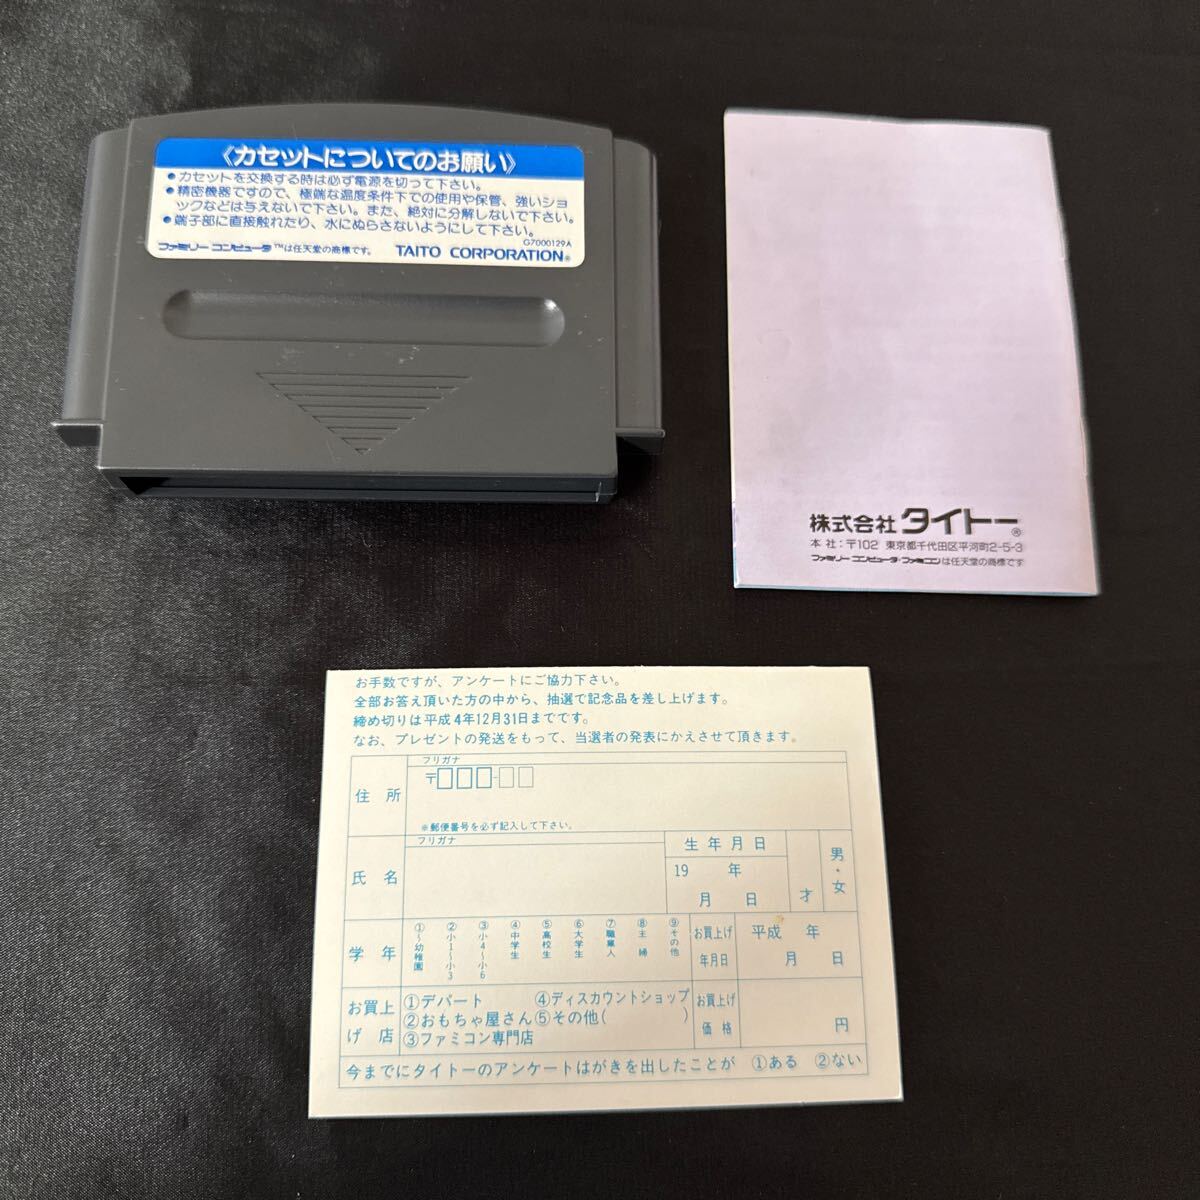 《カセットについてのお願い》
●カセットを交換する時は必ず電源を切って下さい。
●精密機器ですので、極端な温度条件下での使用や保管、強いショ
ックなどは与えないで下さい。また、絶対に分解しないで下さい。
●端子部に直接触れたり、水にぬらさないようにして下さい。
G7000129A
ファミリーコンピュータ™は任天堂の商標です。 TAITO CORPORATION®
株式会社タイトー®
本社：〒102 東京都千代田区平河町2-5-3
ファミリーコンピュータ・ファミコンは任天堂の商標です
お手数ですが、アンケートにご協力下さい。
全部お答え頂いた方の中から、抽選で記念品を差し上げます。
締め切りは平成4年12月31日までです。
なお、プレゼントの発送をもって、当選者の発表にかえさせて頂きます。
フリガナ
住所 〒□□□-□□
※郵便番号を必ず記入して下さい。
フリガナ
氏名
生年月日
19 年
月 日
才
男・女
学年
①〜幼稚園
②小1〜小3
③小4〜小6
④中学生
⑤高校生
⑥大学生
⑦職業人
⑧主婦
⑨その他
お買上げ
年月日
平成 年
月 日
お買上
げ店
①デパート ④ディスカウントショップ
②おもちゃ屋さん ⑤その他( )
③ファミコン専門店
お買上げ
価格
円
今までにタイトーのアンケートはがきを出したことが ①ある ②ない